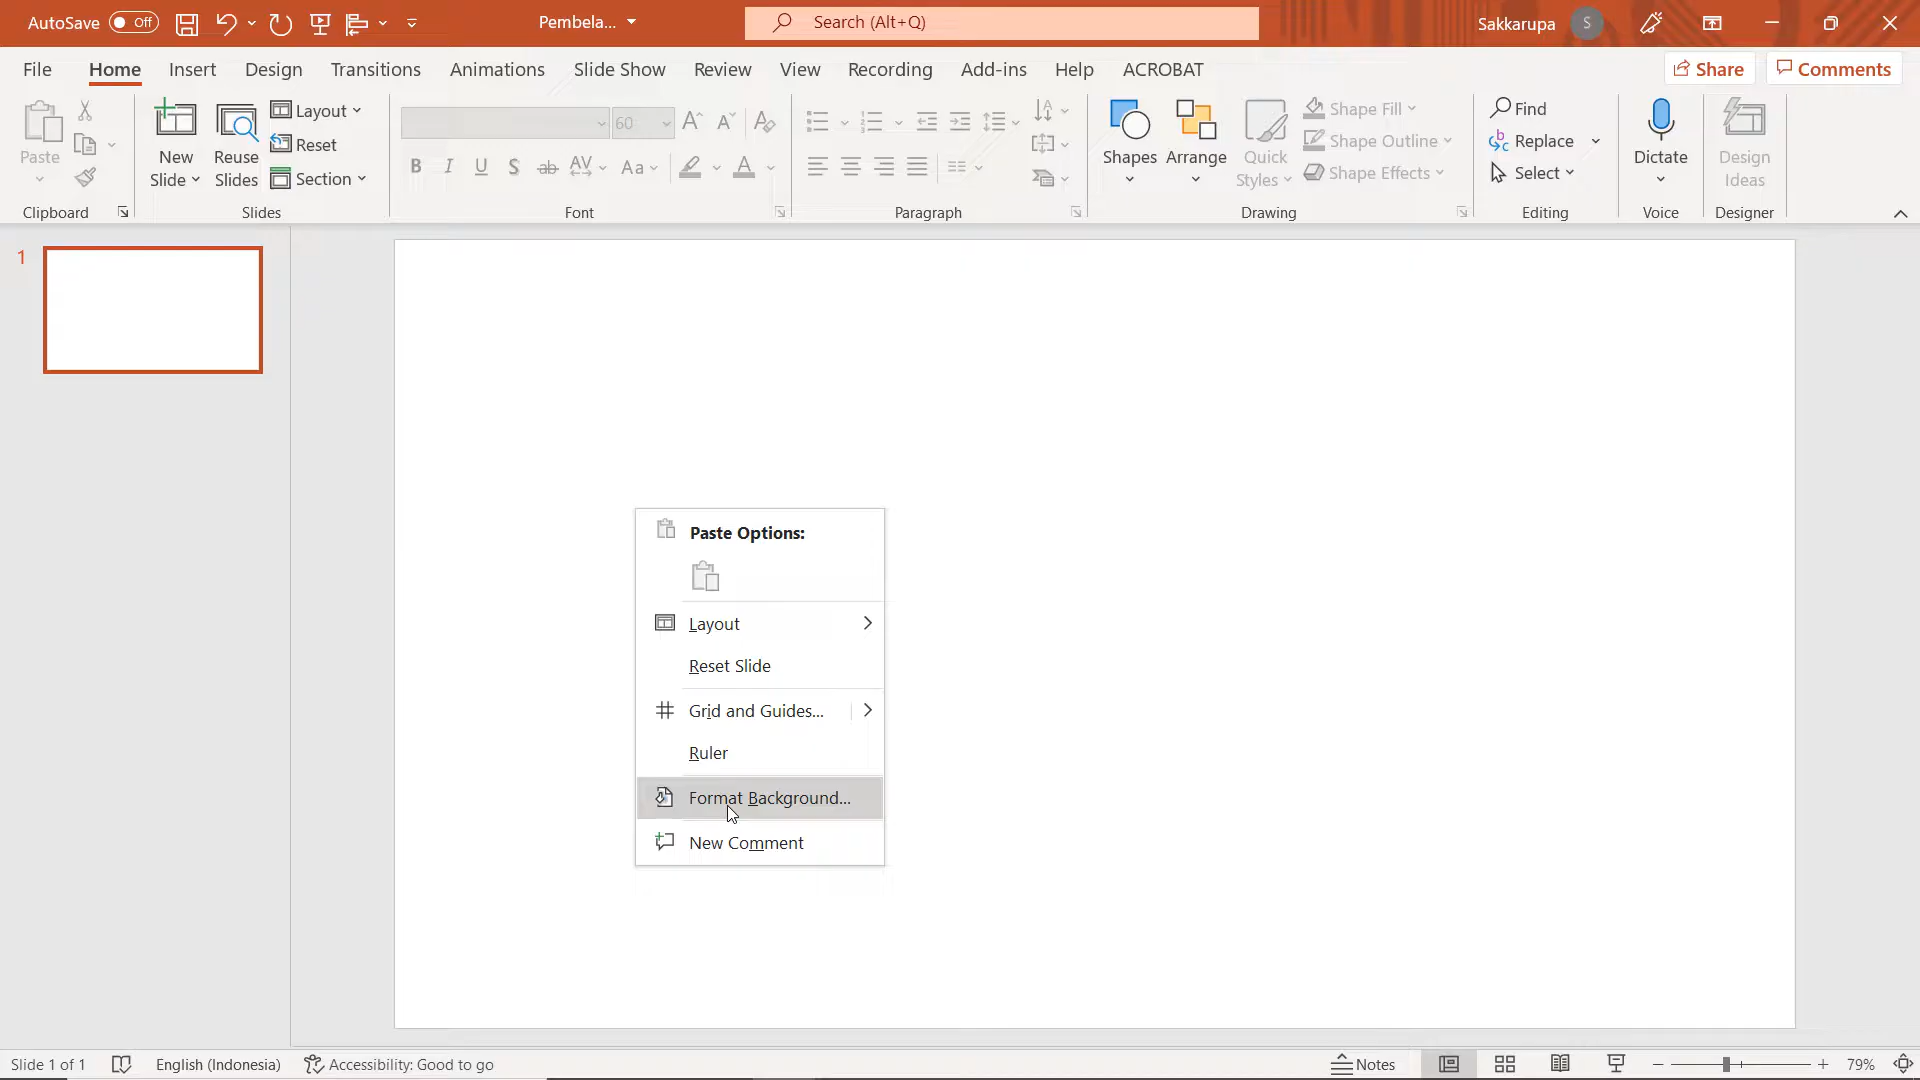 AutoSave Off Pembela... Search (Alt+Q) Sakkarupa S
File Home Insert Design Transitions Animations Slide Show Review View Recording Add-ins Help ACROBAT Share Comments
Paste
Clipboard
New
Slide
Reuse
Slides
Layout
Reset
Section
Slides
60
B I U S ab AV Aa A
Font
Paragraph
Shapes
Arrange
Quick
Styles
Shape Fill
Shape Outline
Shape Effects
Drawing
Find
Replace
Select
Editing
Dictate
Voice
Design
Ideas
Designer
1
Paste Options:
Layout
Reset Slide
Grid and Guides...
Ruler
Format Background...
New Comment
Slide 1 of 1 English (Indonesia) Accessibility: Good to go Notes 79%